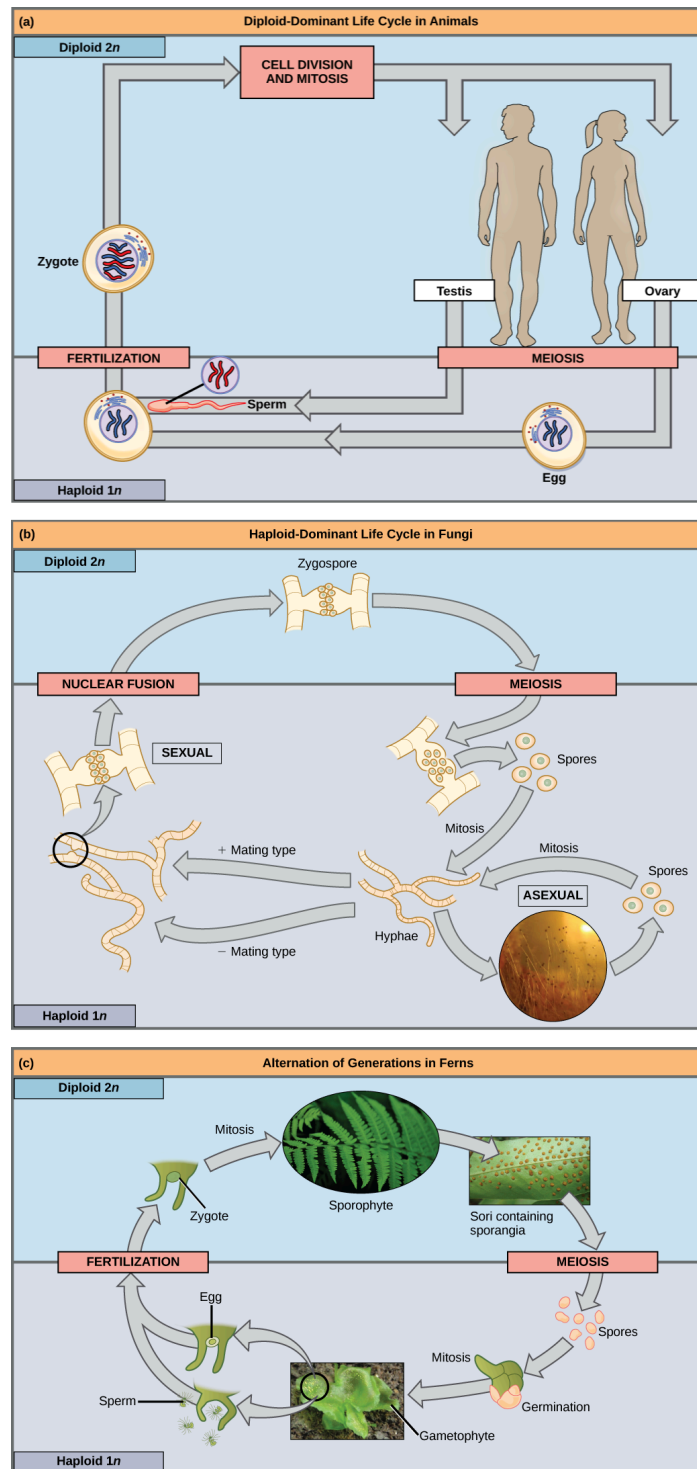 (a) Diploid-Dominant Life Cycle in Animals
Diploid 2n
CELL DIVISION
AND MITOSIS
Zygote
Testis
Ovary
FERTILIZATION
MEIOSIS
Sperm
Egg
Haploid 1n
(b) Haploid-Dominant Life Cycle in Fungi
Diploid 2n
Zygospore
NUCLEAR FUSION
MEIOSIS
SEXUAL
Spores
Mitosis
+ Mating type
Mitosis
Spores
ASEXUAL
Hyphae
− Mating type
Haploid 1n
(c) Alternation of Generations in Ferns
Diploid 2n
Mitosis
Zygote
Sporophyte
Sori containing
sporangia
FERTILIZATION
MEIOSIS
Egg
Spores
Mitosis
Sperm
Germination
Gametophyte
Haploid 1n